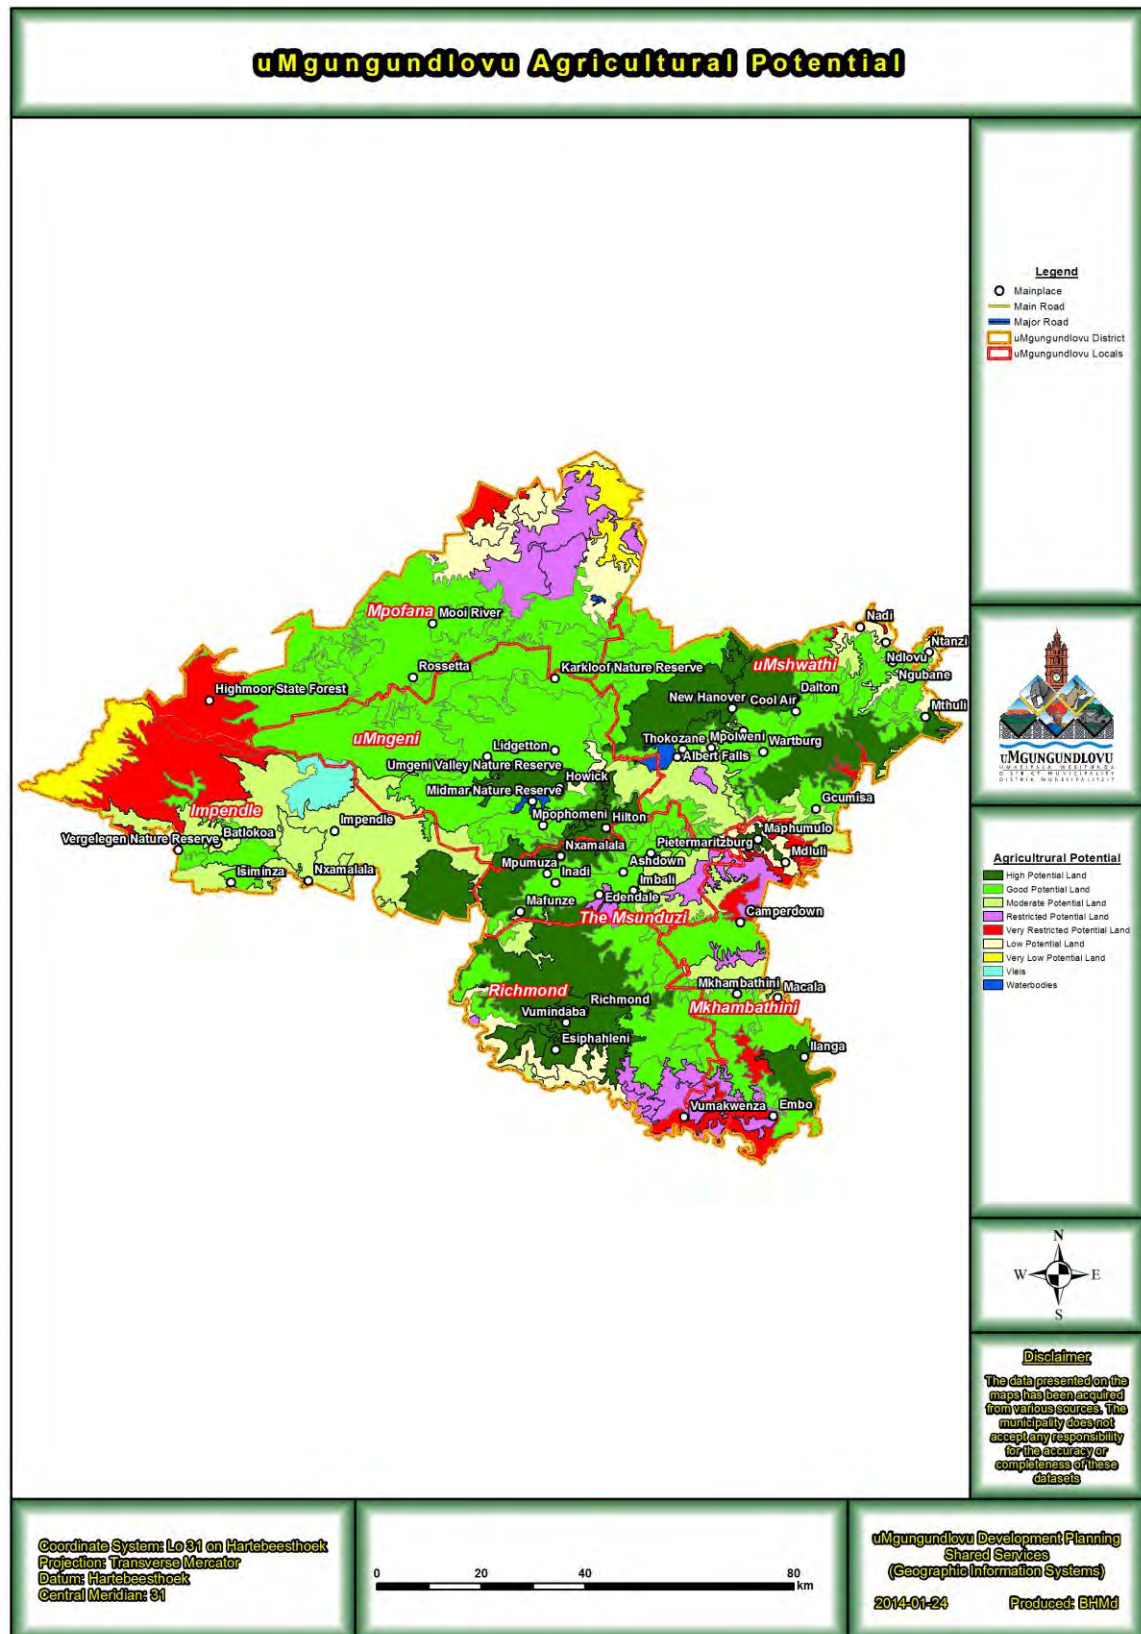 uMgungundlovu Agricultural Potential
Legend
Mainplace
Main Road
Major Road
uMgungundlovu District
uMgungundlovu Locals
Nadi
Ntanzi
Mpofana
Mooi River
uMshwathi
Ndlovu
Ngubane
Rossetta
Karkloof Nature Reserve
Highmoor State Forest
Dalton
New Hanover
Cool Air
Mthuli
uMngeni
Lidgetton
Thokozane
Mpolweni
Wartburg
Umgeni Valley Nature Reserve
Albert Falls
Howick
Midmar Nature Reserve
Impendle
Impendle
Gcumisa
Mpophomeni
Hilton
Maphumulo
Vergelegen Nature Reserve
Batlokoa
Nxamalala
Pietermaritzburg
Mpumuza
Ashdown
Mdluli
Isiminza
Nxamalala
Inadi
Imbali
Mafunze
Edendale
The Msunduzi
Camperdown
Richmond
Richmond
Mkhambathini
Macala
Vumindaba
Mkhambathini
Esiphahleni
Ilanga
Vumakwenza
Embo
uMGUNGUNDLOVU
UMASIPALA WESIFUNDA
DISTRICT MUNICIPALITY
DISTRIK MUNISIPALITEIT
Agricultrural Potential
High Potential Land
Good Potential Land
Moderate Potential Land
Restricted Potential Land
Very Restricted Potential Land
Low Potential Land
Very Low Potential Land
Vleis
Waterbodies
N
W E
S
Disclaimer
The data presented on the
maps has been acquired
from various sources. The
municipality does not
accept any responsibility
for the accuracy or
completeness of these
datasets
Coordinate System: Lo 31 on Hartebeesthoek
Projection: Transverse Mercator
Datum: Hartebeesthoek
Central Meridian: 31
0 20 40 80
km
uMgungundlovu Development Planning
Shared Services
(Geographic Information Systems)
2014-01-24 Produced: BHMd